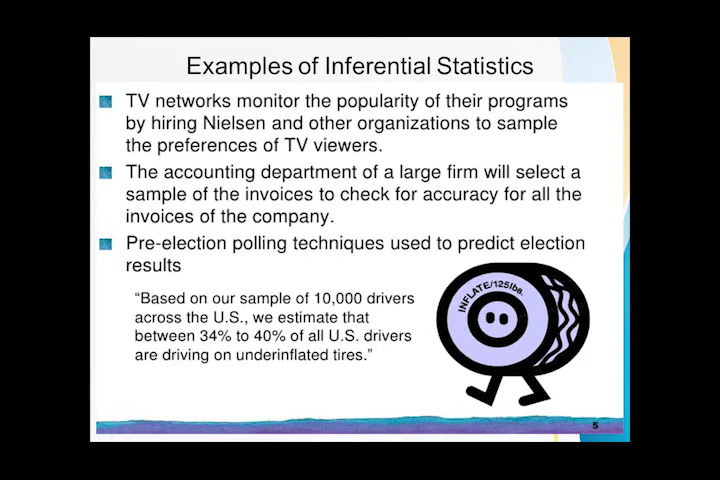 Examples of Inferential Statistics
TV networks monitor the popularity of their programs
by hiring Nielsen and other organizations to sample
the preferences of TV viewers.
The accounting department of a large firm will select a
sample of the invoices to check for accuracy for all the
invoices of the company.
Pre-election polling techniques used to predict election
results
“Based on our sample of 10,000 drivers
across the U.S., we estimate that
between 34% to 40% of all U.S. drivers
are driving on underinflated tires.”
INFLATE/125lbs.
5